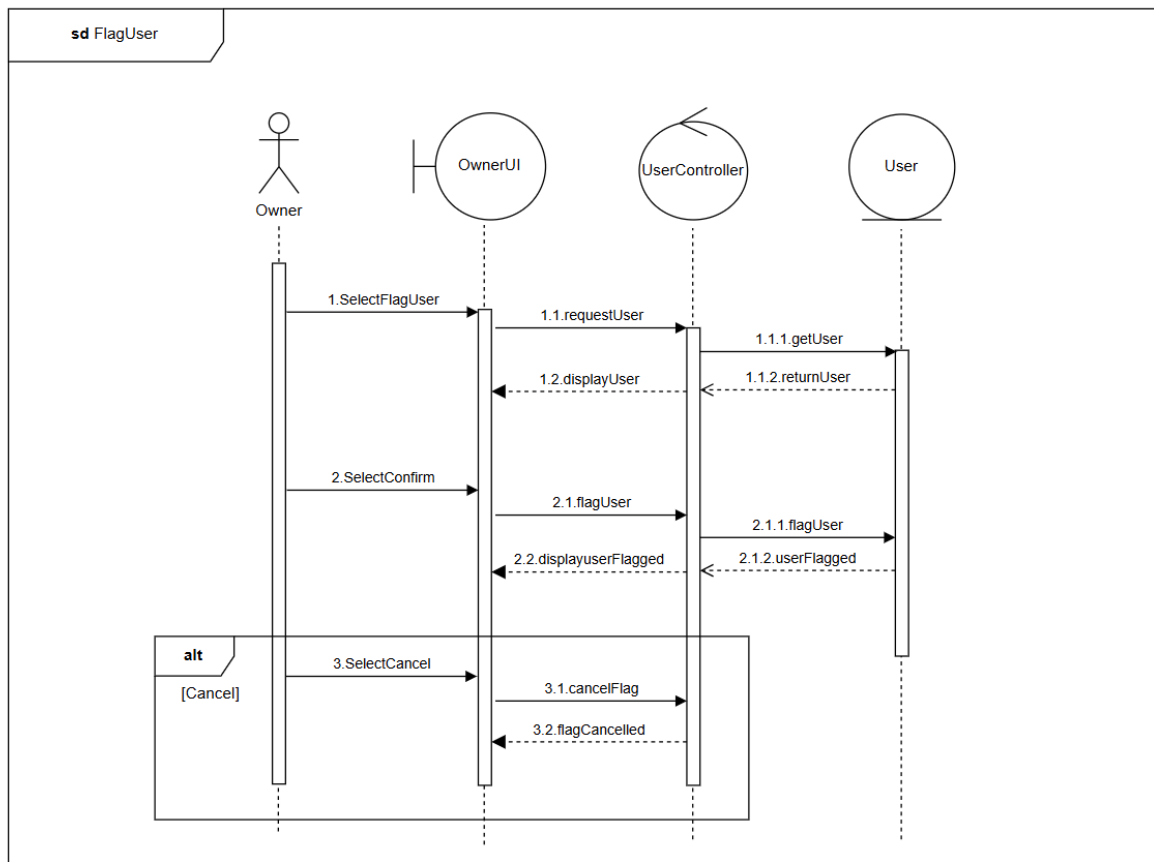 sd FlagUser
Owner
OwnerUI
UserController
User
1.SelectFlagUser
1.1.requestUser
1.1.1.getUser
1.1.2.returnUser
1.2.displayUser
2.SelectConfirm
2.1.flagUser
2.1.1.flagUser
2.1.2.userFlagged
2.2.displayuserFlagged
alt
3.SelectCancel
[Cancel]
3.1.cancelFlag
3.2.flagCancelled